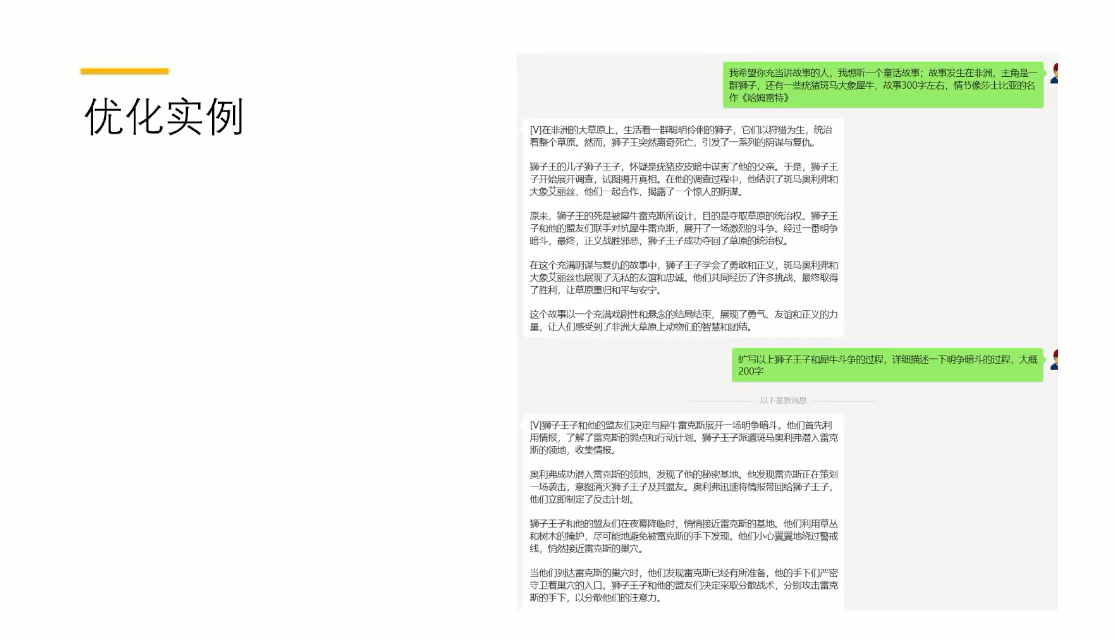 优化实例
我希望你充当讲故事的人，我想听一个童话故事；故事发生在非洲，主角是一
群狮子，还有一些疣猪斑马大象犀牛，故事300字左右，情节像莎士比亚的名
作《哈姆雷特》
[V]在非洲的大草原上，生活着一群聪明伶俐的狮子，它们以狩猎为生，统治
着整个草原。然而，狮子王突然离奇死亡，引发了一系列的阴谋与复仇。
狮子王的儿子狮子王子，怀疑是疣猪皮皮暗中谋害了他的父亲。于是，狮子王
子开始展开调查，试图揭开真相。在他的调查过程中，他结识了斑马奥利弗和
大象艾丽丝，他们一起合作，揭露了一个惊人的阴谋。
原来，狮子王的死是被犀牛雷克斯所设计，目的是夺取草原的统治权。狮子王
子和他的盟友们联手对抗犀牛雷克斯，展开了一场激烈的斗争。经过一番明争
暗斗，最终，正义战胜邪恶，狮子王子成功夺回了草原的统治权。
在这个充满阴谋与复仇的故事中，狮子王子学会了勇敢和正义，斑马奥利弗和
大象艾丽丝也展现了无私的友谊和忠诚。他们共同经历了许多挑战，最终取得
了胜利，让草原重归和平与安宁。
这个故事以一个充满戏剧性和悬念的结局结束，展现了勇气、友谊和正义的力
量，让人们感受到了非洲大草原上动物们的智慧和团结。
扩写以上狮子王子和犀牛斗争的过程，详细描述一下明争暗斗的过程，大概
200字
以下是新消息
[V]狮子王子和他的盟友们决定与犀牛雷克斯展开一场明争暗斗。他们首先利
用情报，了解了雷克斯的弱点和行动计划。狮子王子派遣斑马奥利弗潜入雷克
斯的领地，收集情报。
奥利弗成功潜入雷克斯的领地，发现了他的秘密基地。他发现雷克斯正在策划
一场袭击，意图消灭狮子王子及其盟友。奥利弗迅速将情报带回给狮子王子，
他们立即制定了反击计划。
狮子王子和他的盟友们在夜幕降临时，悄悄接近雷克斯的基地。他们利用草丛
和树木的掩护，尽可能地避免被雷克斯的手下发现。他们小心翼翼地绕过警戒
线，悄然接近雷克斯的巢穴。
当他们到达雷克斯的巢穴时，他们发现雷克斯已经有所准备，他的手下们严密
守卫着巢穴的入口。狮子王子和他的盟友们决定采取分散战术，分别攻击雷克
斯的手下，以分散他们的注意力。